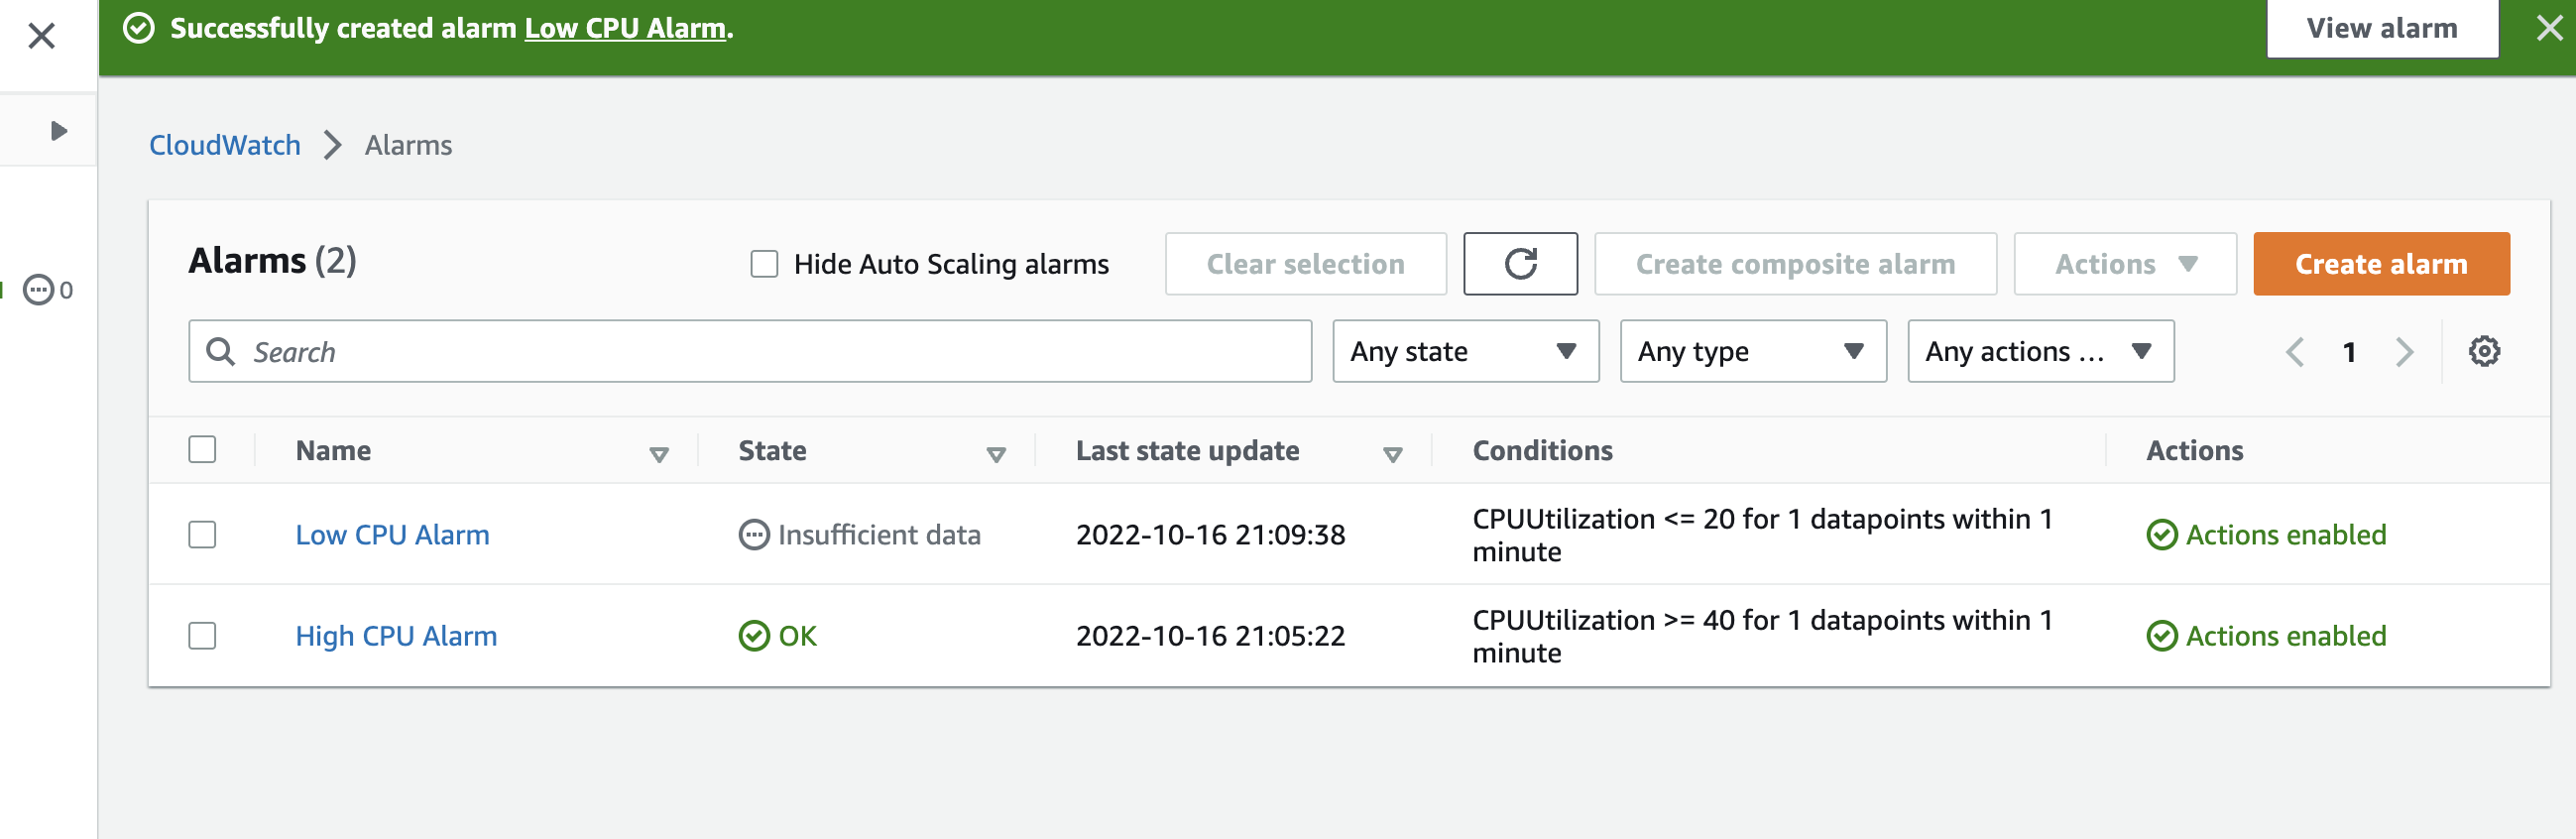 Successfully created alarm Low CPU Alarm.
View alarm
CloudWatch
Alarms
Alarms (2)
Hide Auto Scaling alarms
Clear selection
Create composite alarm
Actions
Create alarm
0
Search
Any state
Any type
Any actions ...
1
Name
State
Last state update
Conditions
Actions
Low CPU Alarm
Insufficient data
2022-10-16 21:09:38
CPUUtilization <= 20 for 1 datapoints within 1
minute
Actions enabled
High CPU Alarm
OK
2022-10-16 21:05:22
CPUUtilization >= 40 for 1 datapoints within 1
minute
Actions enabled